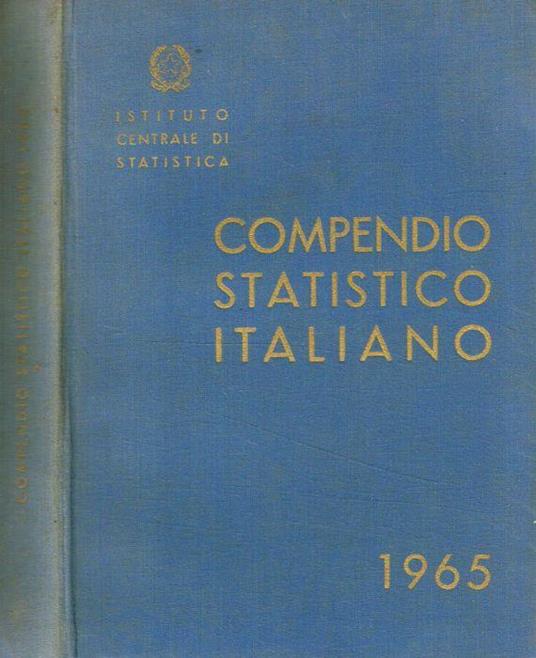 ISTITUTO
CENTRALE DI
STATISTICA
COMPENDIO
STATISTICO
ITALIANO
1965
COMPENDIO STATISTICO ITALIANO